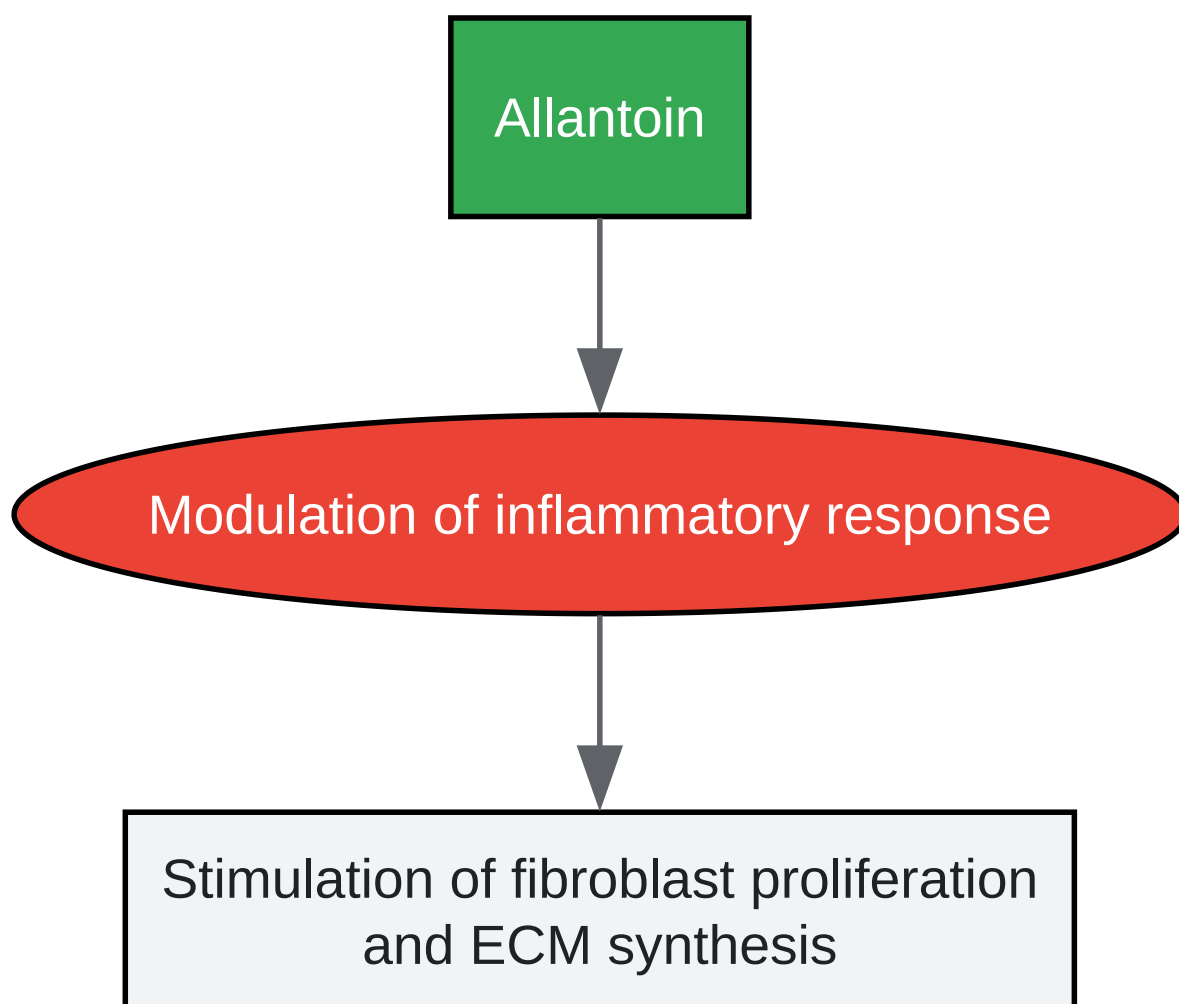 Allantoin
Modulation of inflammatory response
Stimulation of fibroblast proliferation
and ECM synthesis